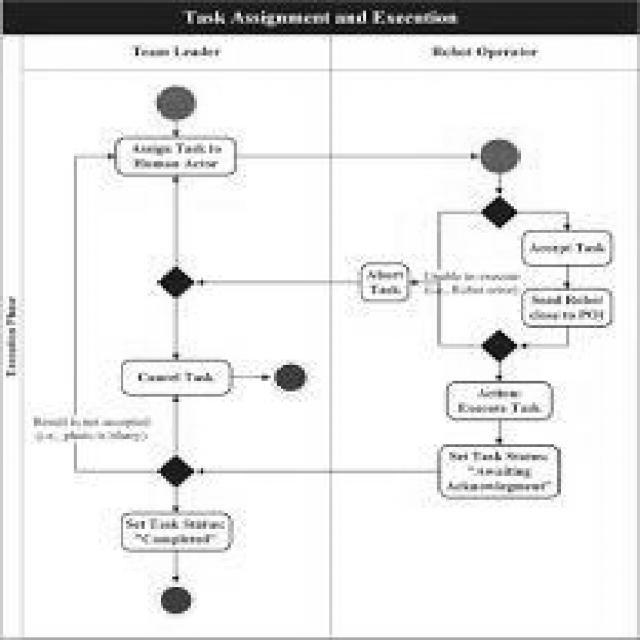 Task Assignment and Execution
Team Leader
Robot Operator
Execution Phase
Assign Task to
Human Actor
Accept Task
Abort
Task
Unable to execute
(i.e., Robot error)
Send Robot
close to POI
Cancel Task
Action:
Execute Task
Result is not accepted
(i.e., photo is blurry)
Set Task Status:
"Awaiting
Acknowlegment"
Set Task Status:
"Completed"